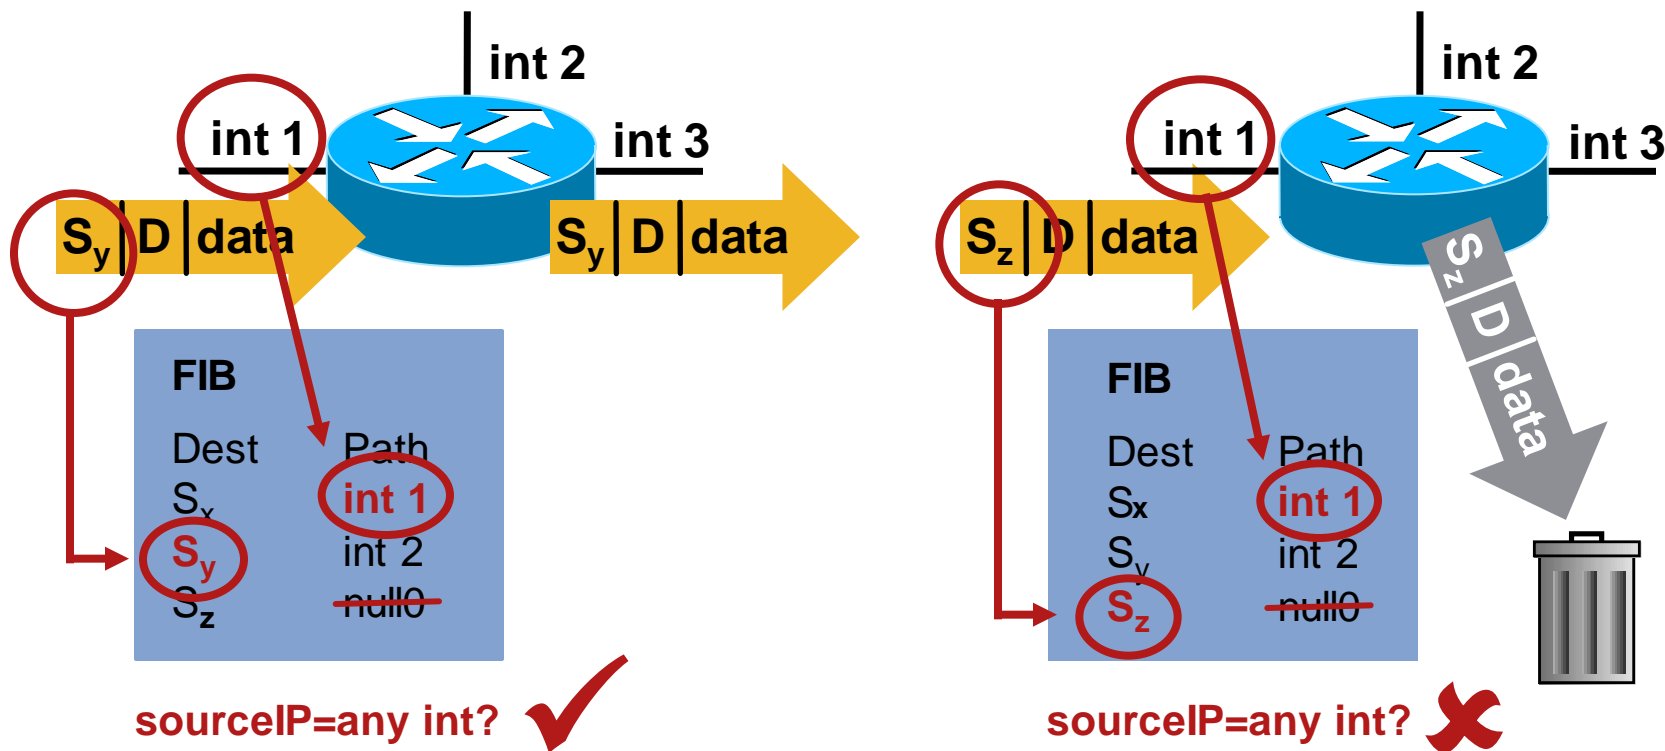 int 2
int 1
int 3
Sy D data
Sy D data
FIB
Dest Path
Sx int 1
Sy int 2
Sz null0
sourceIP=any int?
int 2
int 1
int 3
Sz D data
Sz D data
FIB
Dest Path
Sx int 1
Sy int 2
Sz null0
sourceIP=any int?